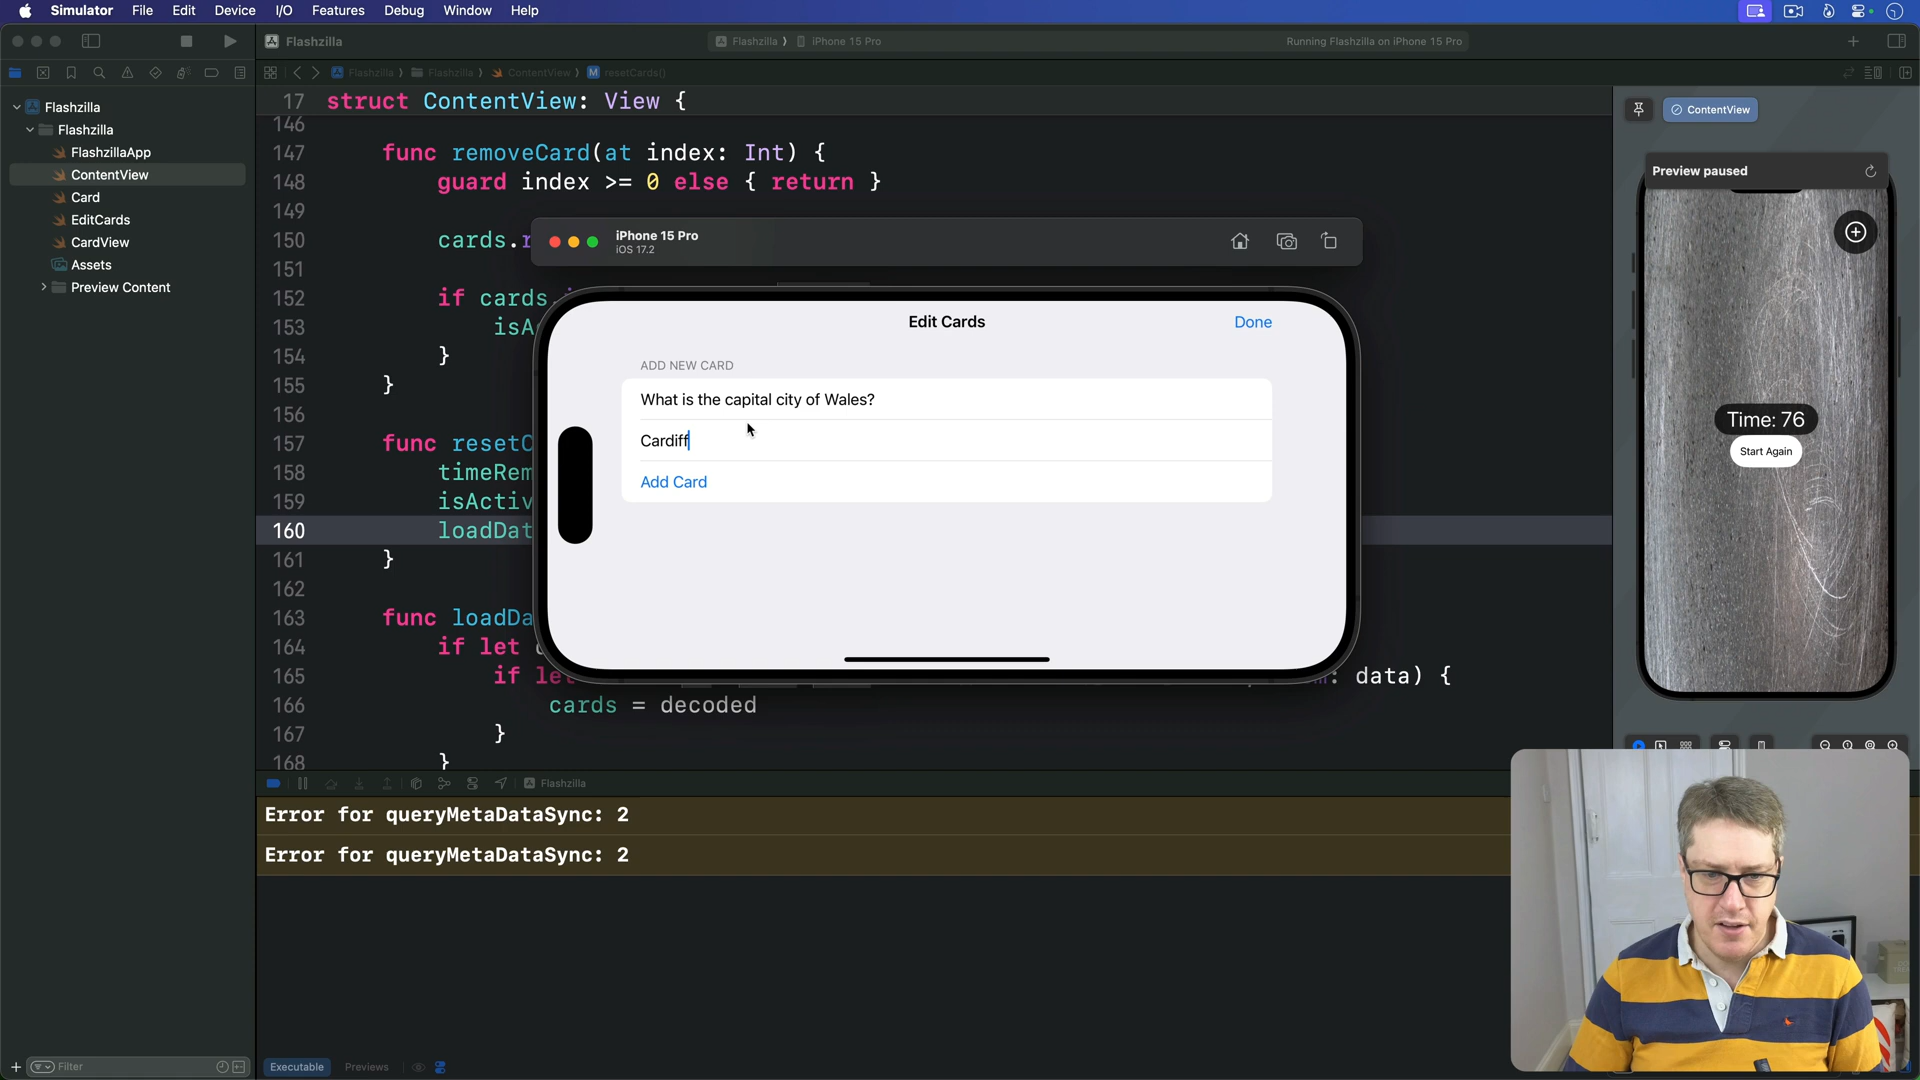 Simulator File Edit Device I/O Features Debug Window Help
Flashzilla
Flashzilla ⟩ iPhone 15 Pro
Running Flashzilla on iPhone 15 Pro
Flashzilla ⟩ Flashzilla ⟩ ContentView ⟩ M resetCards()
Flashzilla
Flashzilla
FlashzillaApp
ContentView
Card
EditCards
CardView
Assets
Preview Content
Filter
17 struct ContentView: View {
146
147 func removeCard(at index: Int) {
148 guard index >= 0 else { return }
149
150 cards.r
151
152 if cards.
153 isA
154 }
155 }
156
157 func resetC
158 timeRem
159 isActiv
160 loadDat
161 }
162
163 func loadDa
164 if let
165 if let : data) {
166 cards = decoded
167 }
168 }
iPhone 15 Pro
iOS 17.2
Edit Cards
Done
ADD NEW CARD
What is the capital city of Wales?
Cardiff
Add Card
ContentView
Preview paused
Time: 76
Start Again
Flashzilla
Error for queryMetaDataSync: 2
Error for queryMetaDataSync: 2
Executable Previews